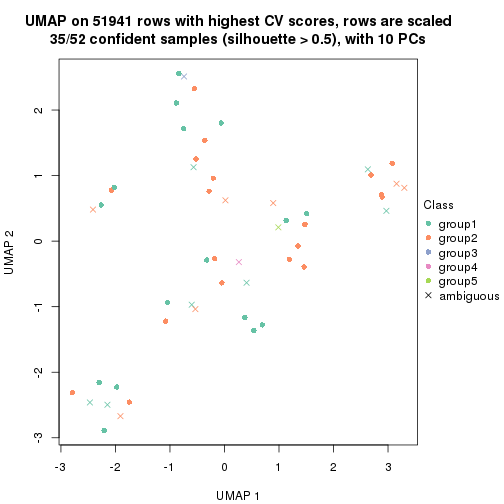 UMAP on 51941 rows with highest CV scores, rows are scaled
35/52 confident samples (silhouette > 0.5), with 10 PCs
2
1
0
-1
-2
-3
UMAP 2
-3
-2
-1
0
1
2
3
UMAP 1
Class
group1
group2
group3
group4
group5
ambiguous